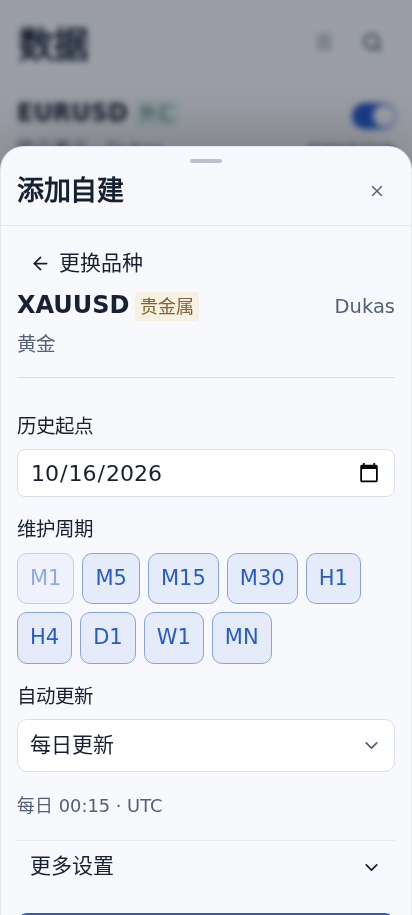 数据
EURUSD 外汇
添加自建
更换品种
XAUUSD 贵金属 Dukas
黄金
历史起点
10/16/2026
维护周期
M1 M5 M15 M30 H1
H4 D1 W1 MN
自动更新
每日更新
每日 00:15 · UTC
更多设置